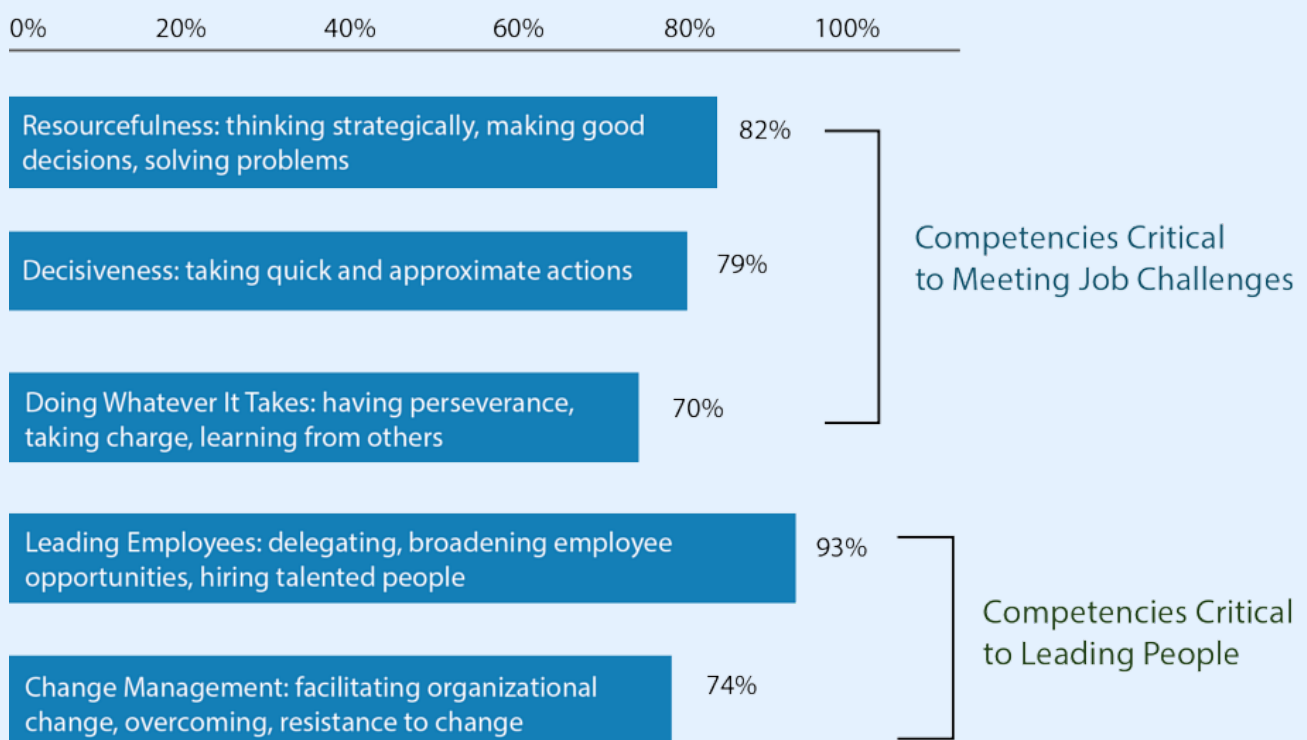 0% 20% 40% 60% 80% 100%
Resourcefulness: thinking strategically, making good
decisions, solving problems
82%
Decisiveness: taking quick and approximate actions
79%
Doing Whatever It Takes: having perseverance,
taking charge, learning from others
70%
Competencies Critical
to Meeting Job Challenges
Leading Employees: delegating, broadening employee
opportunities, hiring talented people
93%
Change Management: facilitating organizational
change, overcoming, resistance to change
74%
Competencies Critical
to Leading People